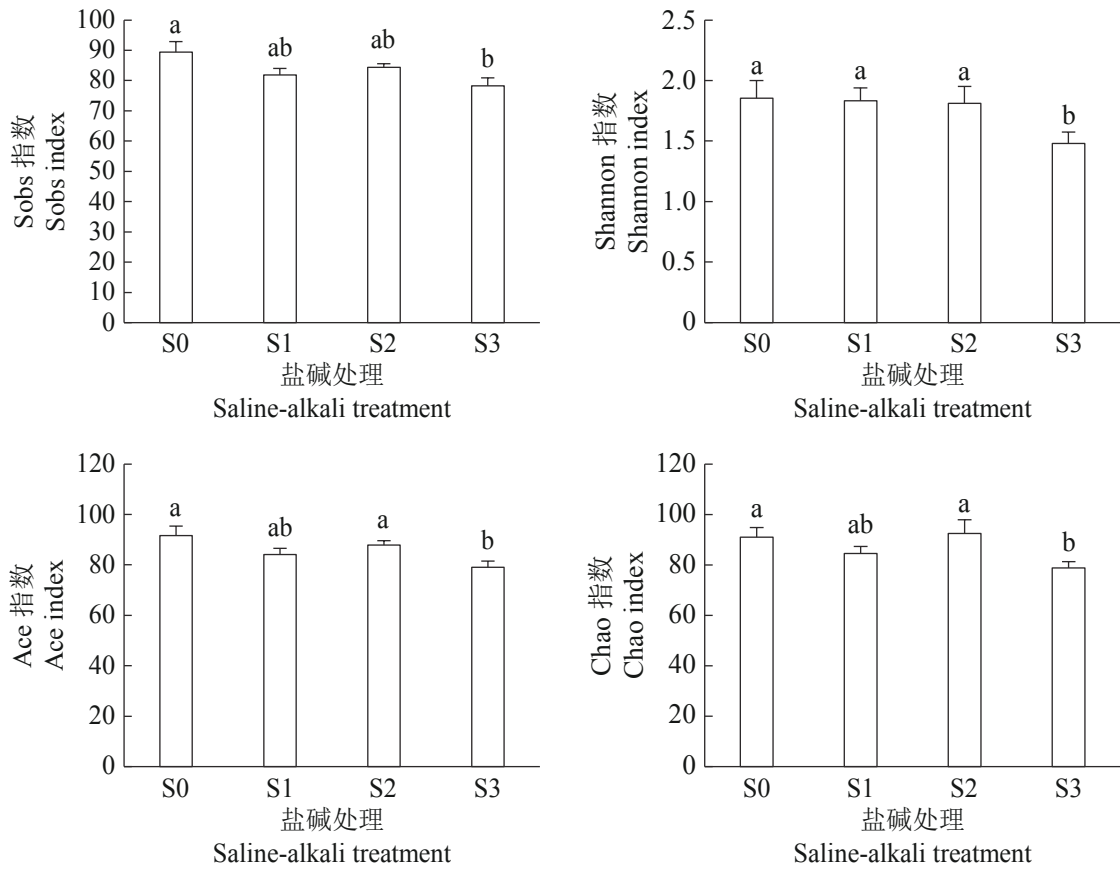 Sobs 指数
Sobs index
100
90
80
70
60
50
40
30
20
10
0
a
ab
ab
b
S0
S1
S2
S3
盐碱处理
Saline-alkali treatment
Shannon 指数
Shannon index
2.5
2.0
1.5
1.0
0.5
0
a
a
a
b
S0
S1
S2
S3
盐碱处理
Saline-alkali treatment
Ace 指数
Ace index
120
100
80
60
40
20
0
a
ab
a
b
S0
S1
S2
S3
盐碱处理
Saline-alkali treatment
Chao 指数
Chao index
120
100
80
60
40
20
0
a
ab
a
b
S0
S1
S2
S3
盐碱处理
Saline-alkali treatment